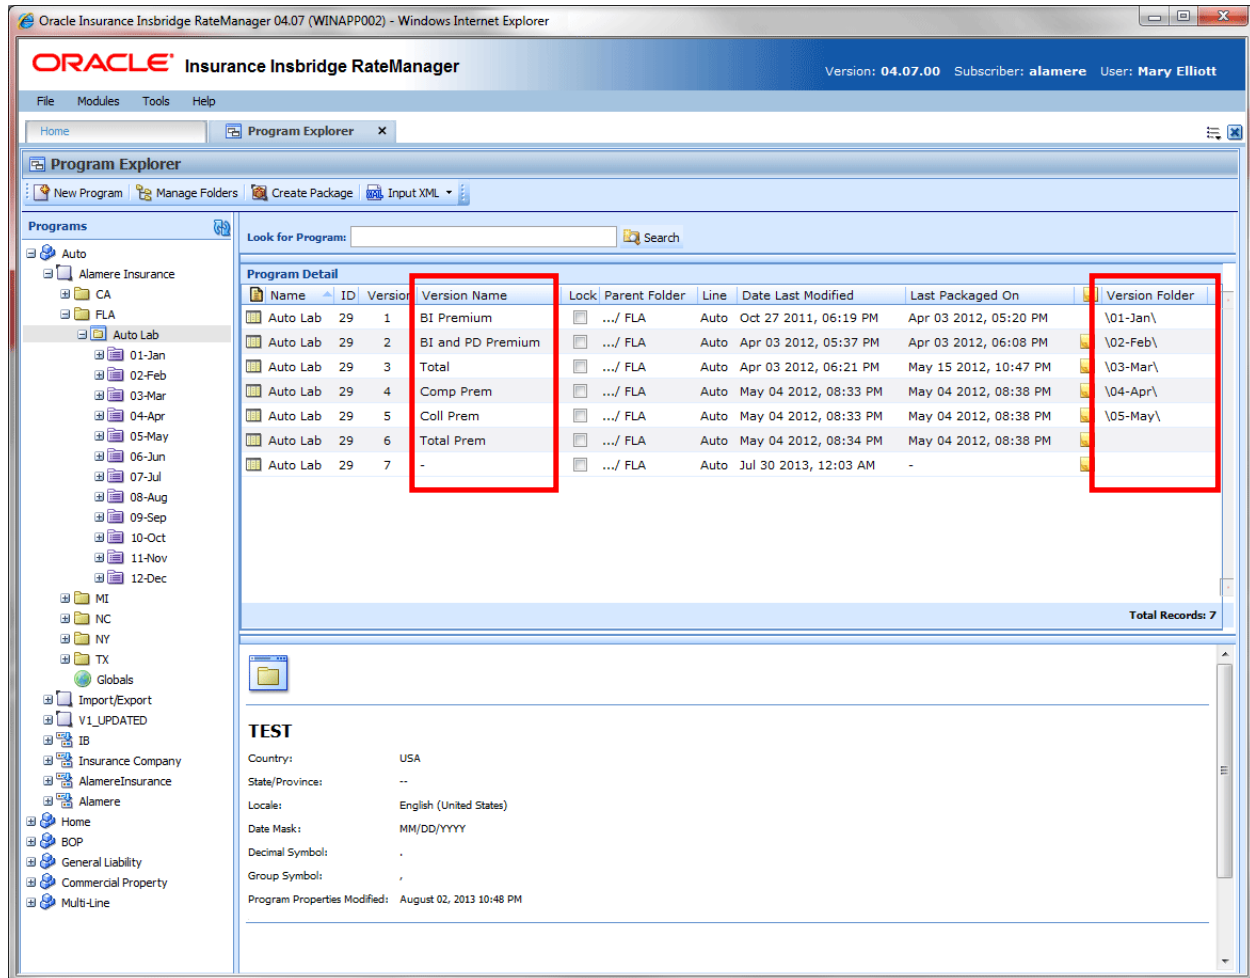 Oracle Insurance Insbridge RateManager 04.07 (WINAPP002) - Windows Internet Explorer
ORACLE Insurance Insbridge RateManager
Version: 04.07.00 Subscriber: alamere User: Mary Elliott
File Modules Tools Help
Home Program Explorer x
Program Explorer
New Program Manage Folders Create Package XML Input XML
Programs
Auto
Alamere Insurance
CA
FLA
Auto Lab
01-Jan
02-Feb
03-Mar
04-Apr
05-May
06-Jun
07-Jul
08-Aug
09-Sep
10-Oct
11-Nov
12-Dec
MI
NC
NY
TX
Globals
Import/Export
V1_UPDATED
IB
Insurance Company
AlamereInsurance
Alamere
Home
BOP
General Liability
Commercial Property
Multi-Line
Look for Program: Search
Program Detail
Name ID Version Version Name Lock Parent Folder Line Date Last Modified Last Packaged On Version Folder
Auto Lab 29 1 BI Premium .../ FLA Auto Oct 27 2011, 06:19 PM Apr 03 2012, 05:20 PM \01-Jan\
Auto Lab 29 2 BI and PD Premium .../ FLA Auto Apr 03 2012, 05:37 PM Apr 03 2012, 06:08 PM \02-Feb\
Auto Lab 29 3 Total .../ FLA Auto Apr 03 2012, 06:21 PM May 15 2012, 10:47 PM \03-Mar\
Auto Lab 29 4 Comp Prem .../ FLA Auto May 04 2012, 08:33 PM May 04 2012, 08:38 PM \04-Apr\
Auto Lab 29 5 Coll Prem .../ FLA Auto May 04 2012, 08:33 PM May 04 2012, 08:38 PM \05-May\
Auto Lab 29 6 Total Prem .../ FLA Auto May 04 2012, 08:34 PM May 04 2012, 08:38 PM
Auto Lab 29 7 - .../ FLA Auto Jul 30 2013, 12:03 AM -
Total Records: 7
TEST
Country: USA
State/Province: --
Locale: English (United States)
Date Mask: MM/DD/YYYY
Decimal Symbol: .
Group Symbol: ,
Program Properties Modified: August 02, 2013 10:48 PM